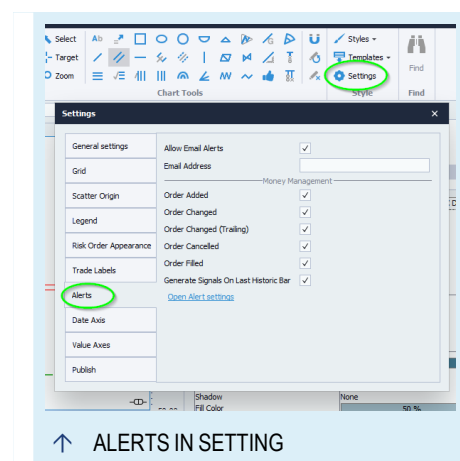 Select
Ab
G
Styles
Target
Templates
Find
Zoom
Settings
Chart Tools
Style
Find
Settings
×
General settings
Allow Email Alerts
Grid
Email Address
Money Management
Scatter Origin
Order Added
Order Changed
Legend
Order Changed (Trailing)
Risk Order Appearance
Order Cancelled
Trade Labels
Order Filled
Generate Signals On Last Historic Bar
Alerts
Open Alert settings
Date Axis
Value Axes
Publish
Shadow
None
Fill Color
50 %
↑ ALERTS IN SETTING